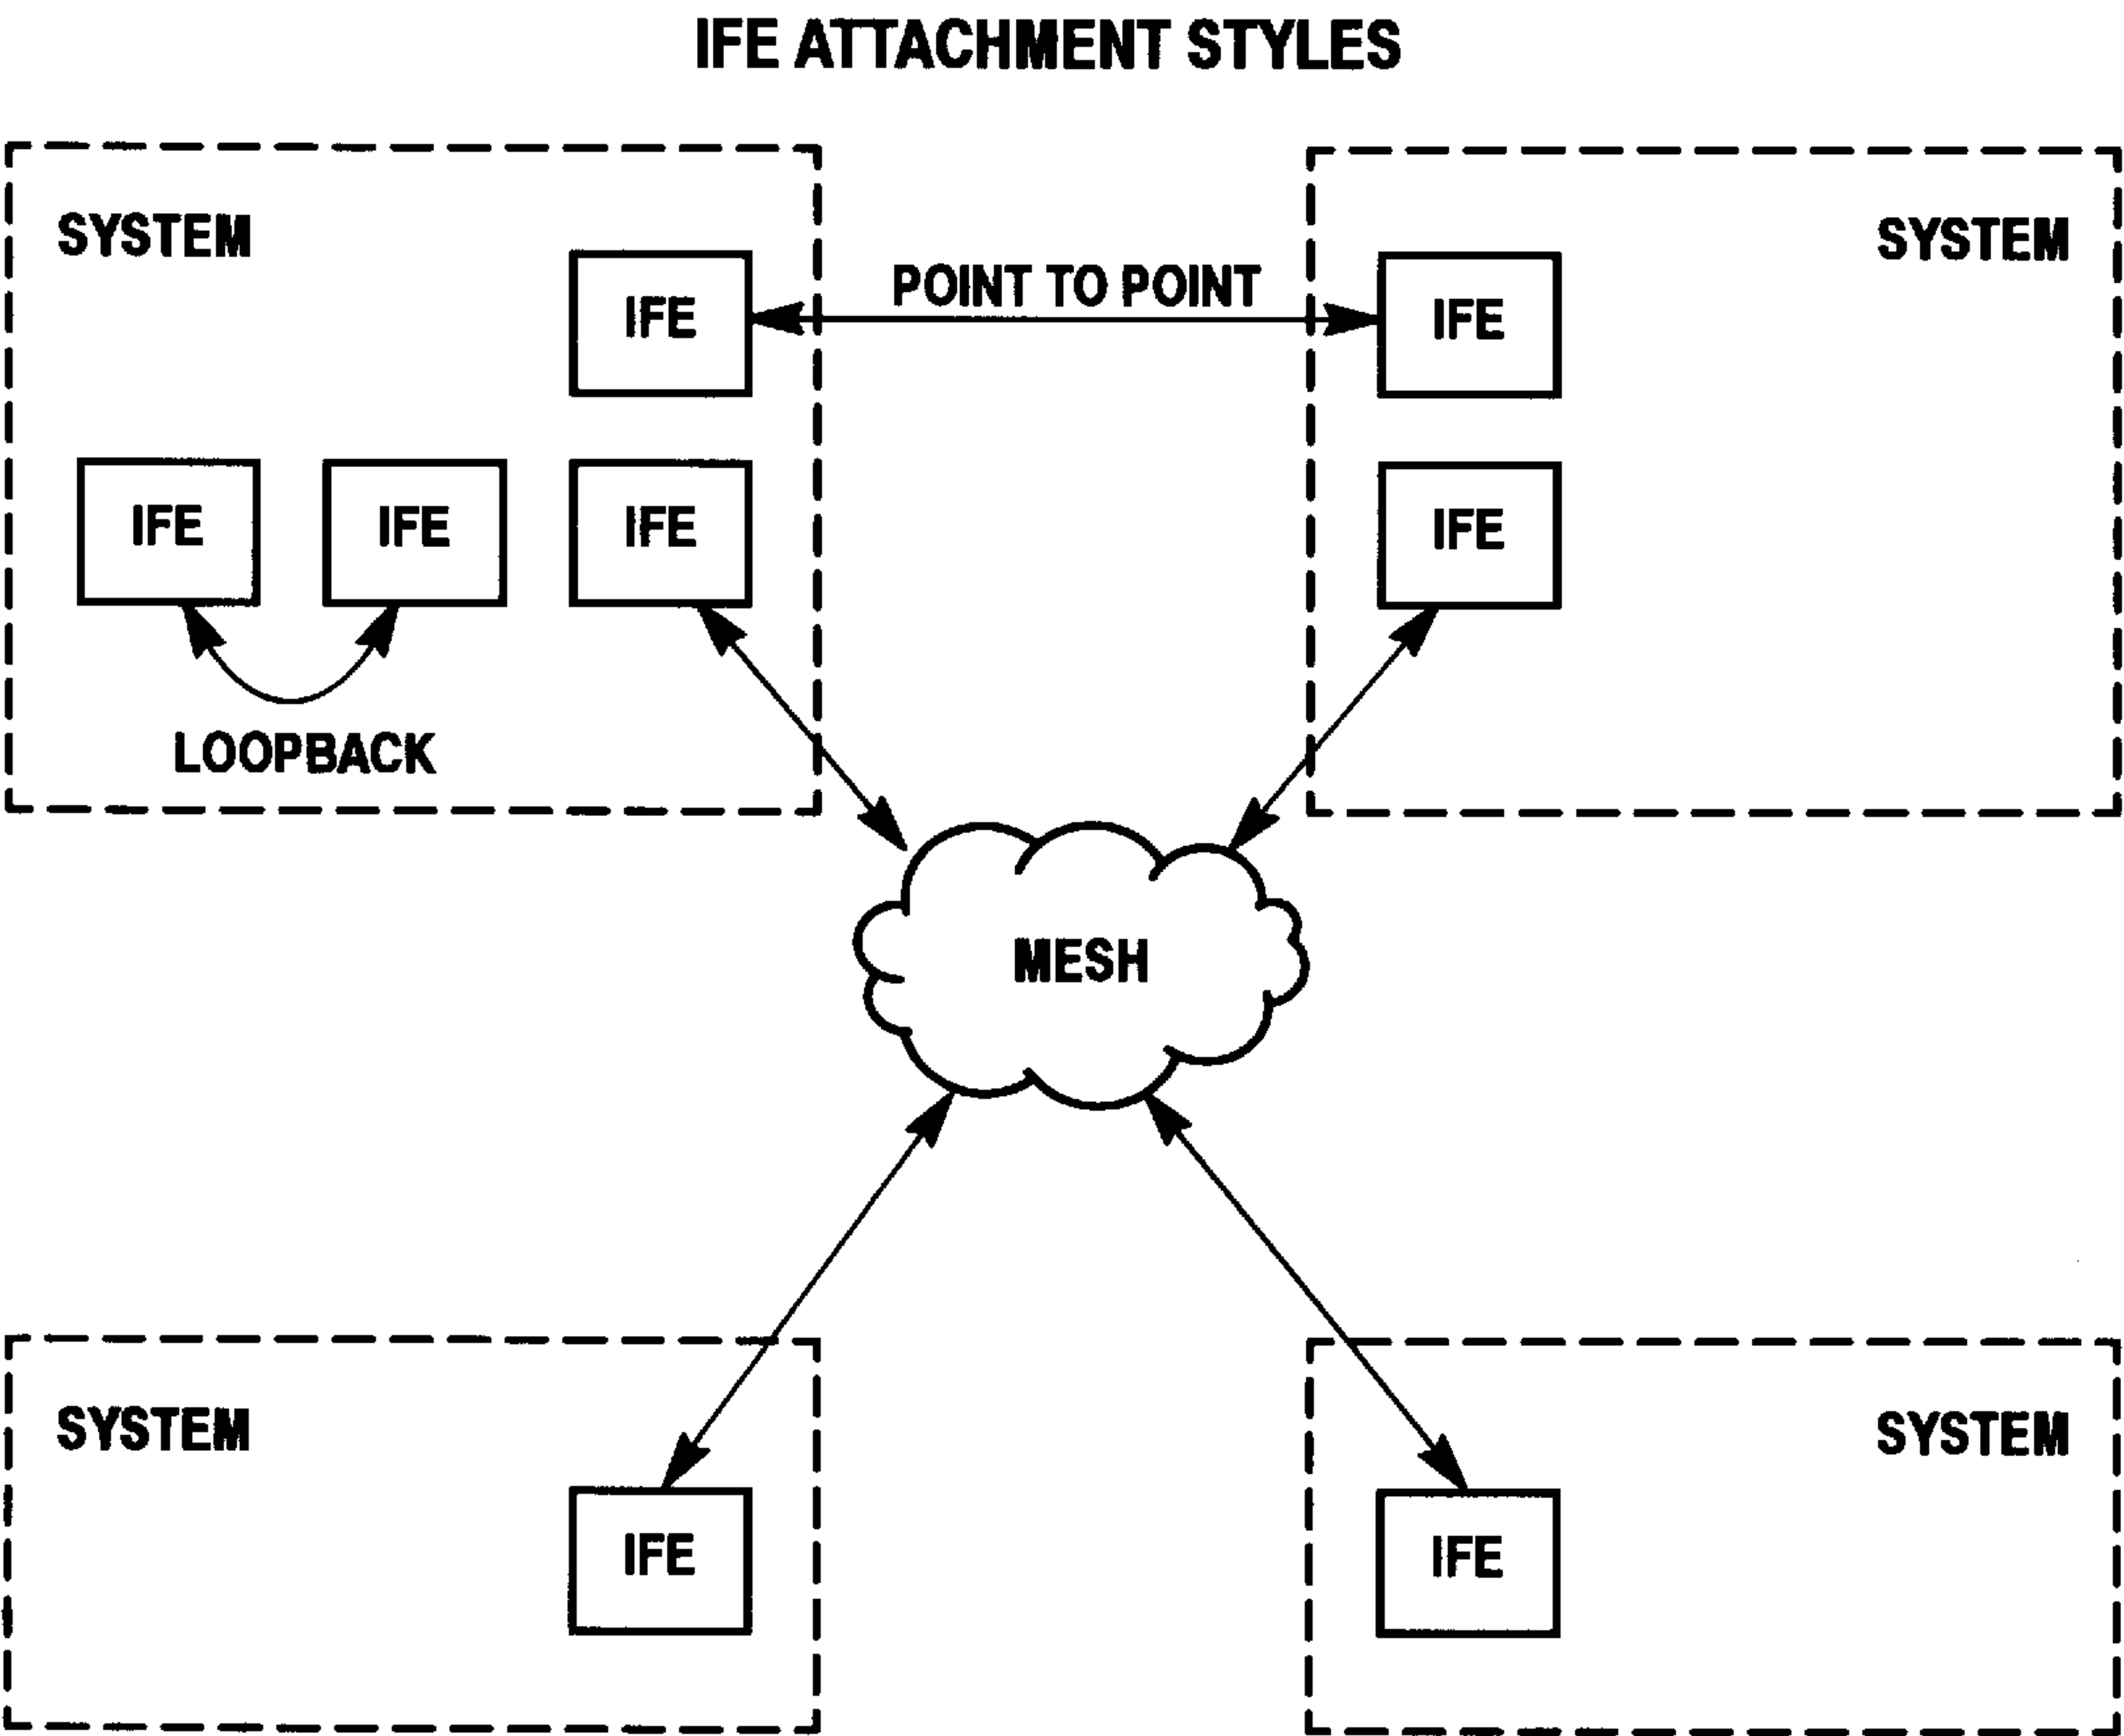 IFE ATTACHMENT STYLES
SYSTEM
SYSTEM
IFE
POINT TO POINT
IFE
IFE
IFE
IFE
IFE
LOOPBACK
MESH
SYSTEM
SYSTEM
IFE
IFE